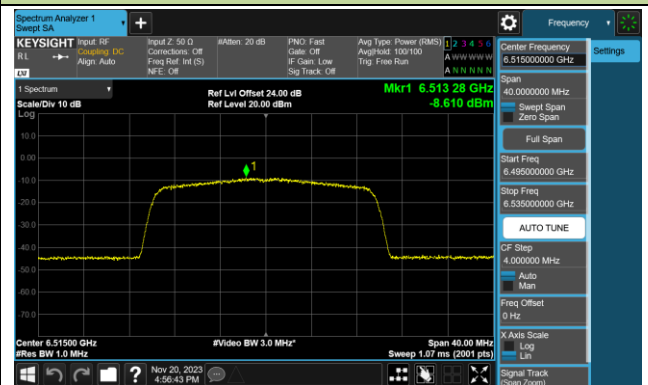 Spectrum Analyzer 1
Swept SA
Frequency
KEYSIGHT
RL
LXI
Input: RF
Coupling: DC
Align: Auto
Input Z: 50 Ω
Corrections: Off
Freq Ref: Int (S)
NFE: Off
#Atten: 20 dB
PNO: Fast
Gate: Off
IF Gain: Low
Sig Track: Off
Avg Type: Power (RMS)
Avg|Hold: 100/100
Trig: Free Run
1 2 3 4 5 6
A W W W W W
A N N N N N
Center Frequency
6.515000000 GHz
Settings
Span
40.0000000 MHz
Swept Span
Zero Span
Full Span
Start Freq
6.495000000 GHz
Stop Freq
6.535000000 GHz
AUTO TUNE
CF Step
4.000000 MHz
Auto
Man
Freq Offset
0 Hz
X Axis Scale
Log
Lin
Signal Track
(Span Zoom)
1 Spectrum
Scale/Div 10 dB
Log
Ref Lvl Offset 24.00 dB
Ref Level 20.00 dBm
Mkr1 6.513 28 GHz
-8.610 dBm
1
10.0
0.00
-10.0
-20.0
-30.0
-40.0
-50.0
-60.0
-70.0
Center 6.51500 GHz
#Res BW 1.0 MHz
#Video BW 3.0 MHz*
Span 40.00 MHz
Sweep 1.07 ms (2001 pts)
?
Nov 20, 2023
4:56:43 PM